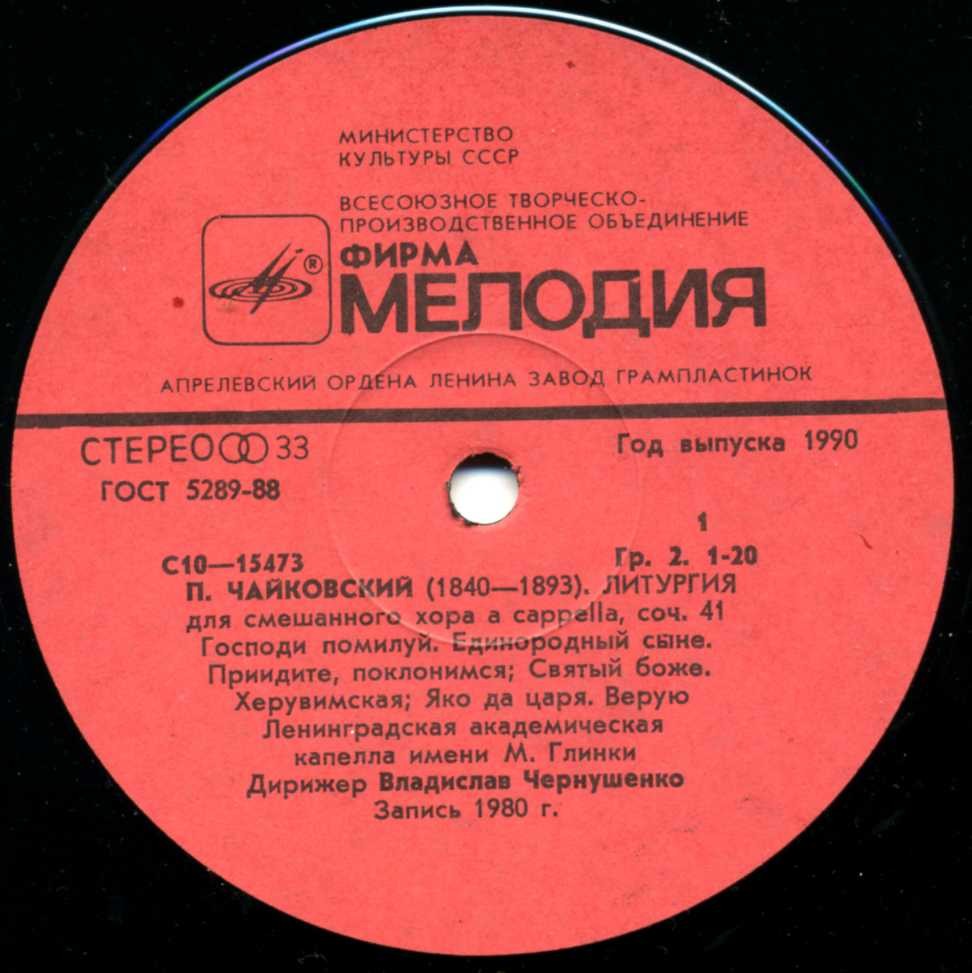 МИНИСТЕРСТВО
КУЛЬТУРЫ СССР
ВСЕСОЮЗНОЕ ТВОРЧЕСКО-
ПРОИЗВОДСТВЕННОЕ ОБЪЕДИНЕНИЕ
ФИРМА
®
МЕЛОДИЯ
АПРЕЛЕВСКИЙ ОРДЕНА ЛЕНИНА ЗАВОД ГРАМПЛАСТИНОК
СТЕРЕО 33
Год выпуска 1990
ГОСТ 5289-88
1
С10—15473
Гр. 2. 1-20
П. ЧАЙКОВСКИЙ (1840—1893). ЛИТУРГИЯ
для смешанного хора a cappella, соч. 41
Господи помилуй. Единородный сыне.
Приидите, поклонимся; Святый боже.
Херувимская; Яко да царя. Верую
Ленинградская академическая
капелла имени М. Глинки
Дирижер Владислав Чернушенко
Запись 1980 г.